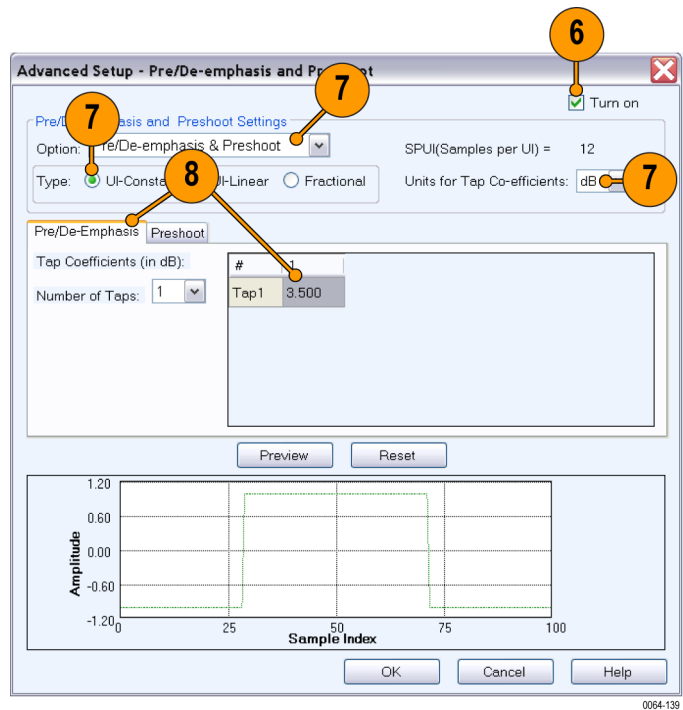 6
Advanced Setup - Pre/De-emphasis and Pr ot
7
Turn on
7
Pre/D asis and Preshoot Settings
Option: re/De-emphasis & Preshoot
SPUI(Samples per UI) = 12
Type: UI-Consta UI-Linear Fractional
8
Units for Tap Co-efficients: dB
7
Pre/De-Emphasis Preshoot
Tap Coefficients (in dB):
# 1
Number of Taps: 1
Tap1 3.500
8
Preview Reset
1.20
0.60
0.00
-0.60
-1.20
Amplitude
0 25 50 75 100
Sample Index
OK Cancel Help
0064-139